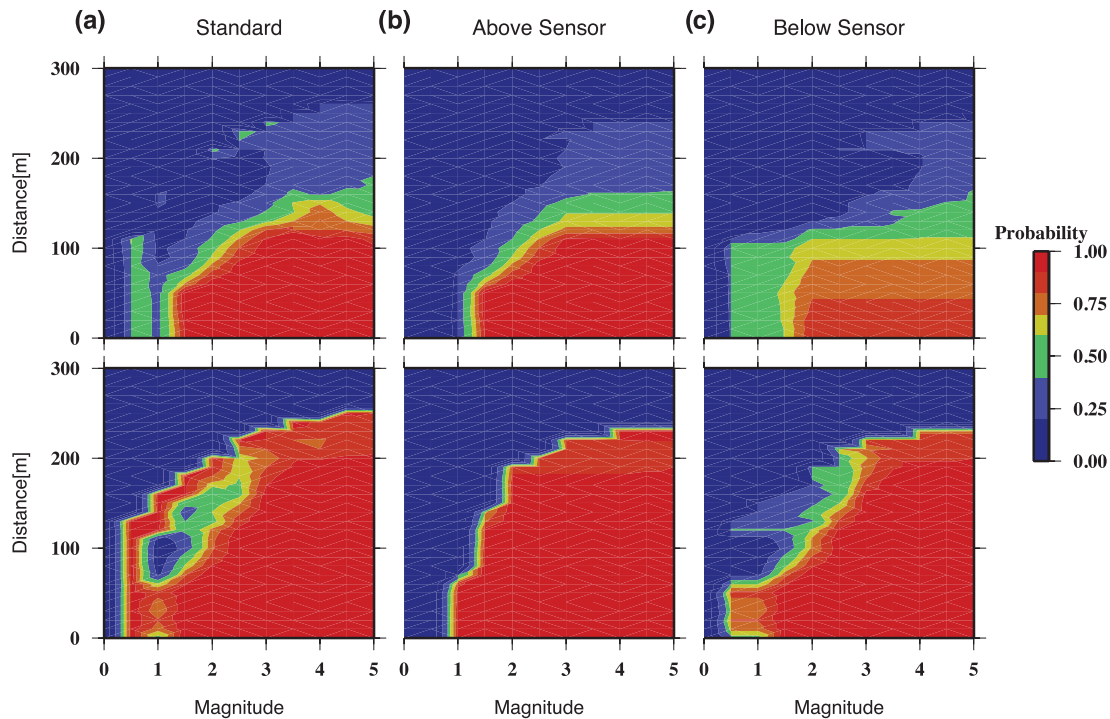 (a) Standard (b) Above Sensor (c) Below Sensor
300
200
100
0
Distance[m]
Probability
1.00
0.75
0.50
0.25
0.00
300
200
100
0
Distance[m]
0 1 2 3 4 5 0 1 2 3 4 5 0 1 2 3 4 5
Magnitude Magnitude Magnitude